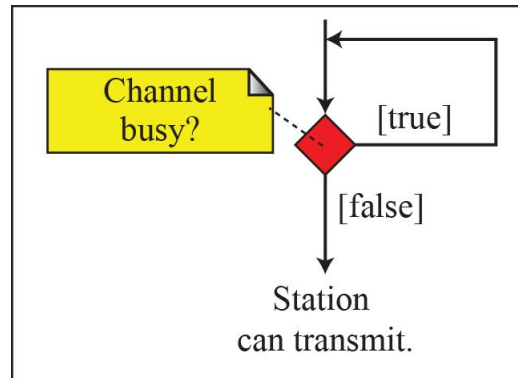 Channel
busy?
[true]
[false]
Station
can transmit.